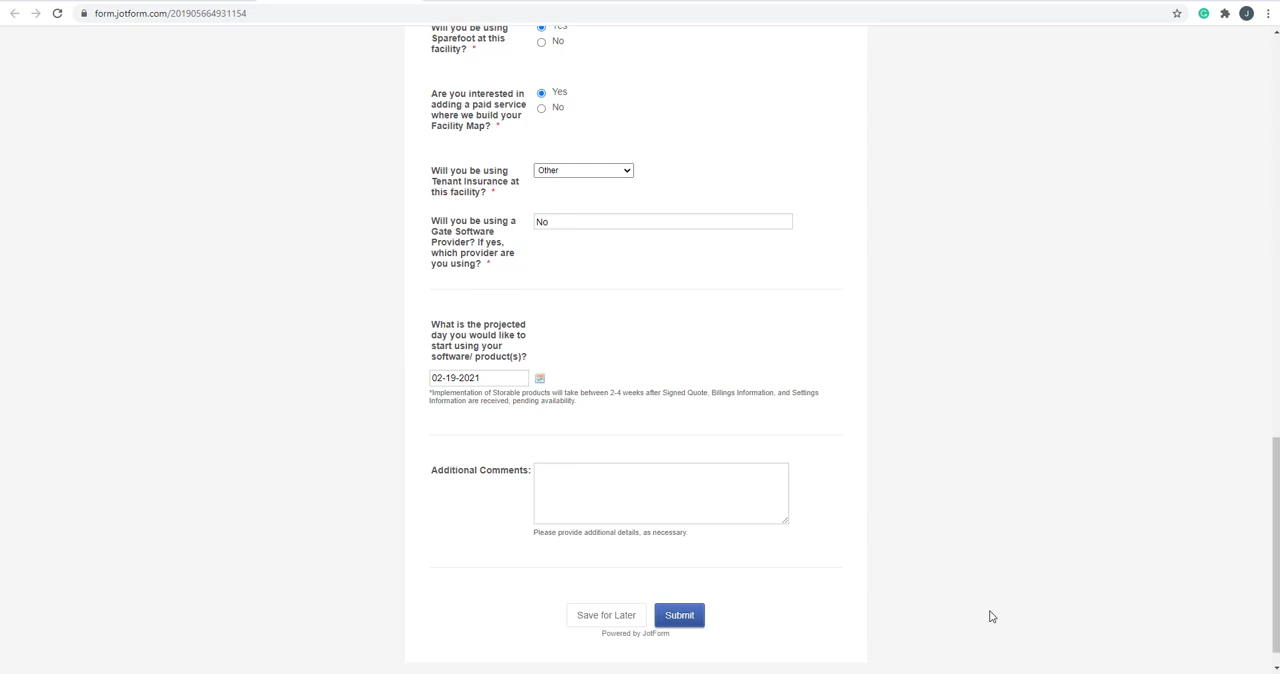 form.jotform.com/201905664931154
J
Will you be using
Sparefoot at this
facility? *
Yes
No
Are you interested in
adding a paid service
where we build your
Facility Map? *
Yes
No
Will you be using
Tenant Insurance at
this facility? *
Other
Will you be using a
Gate Software
Provider? If yes,
which provider are
you using? *
No
What is the projected
day you would like to
start using your
software/ product(s)?
02-19-2021
*Implementation of Storable products will take between 2-4 weeks after Signed Quote, Billings Information, and Settings
Information are received, pending availability.
Additional Comments:
Please provide additional details, as necessary.
Save for Later
Submit
Powered by JotForm